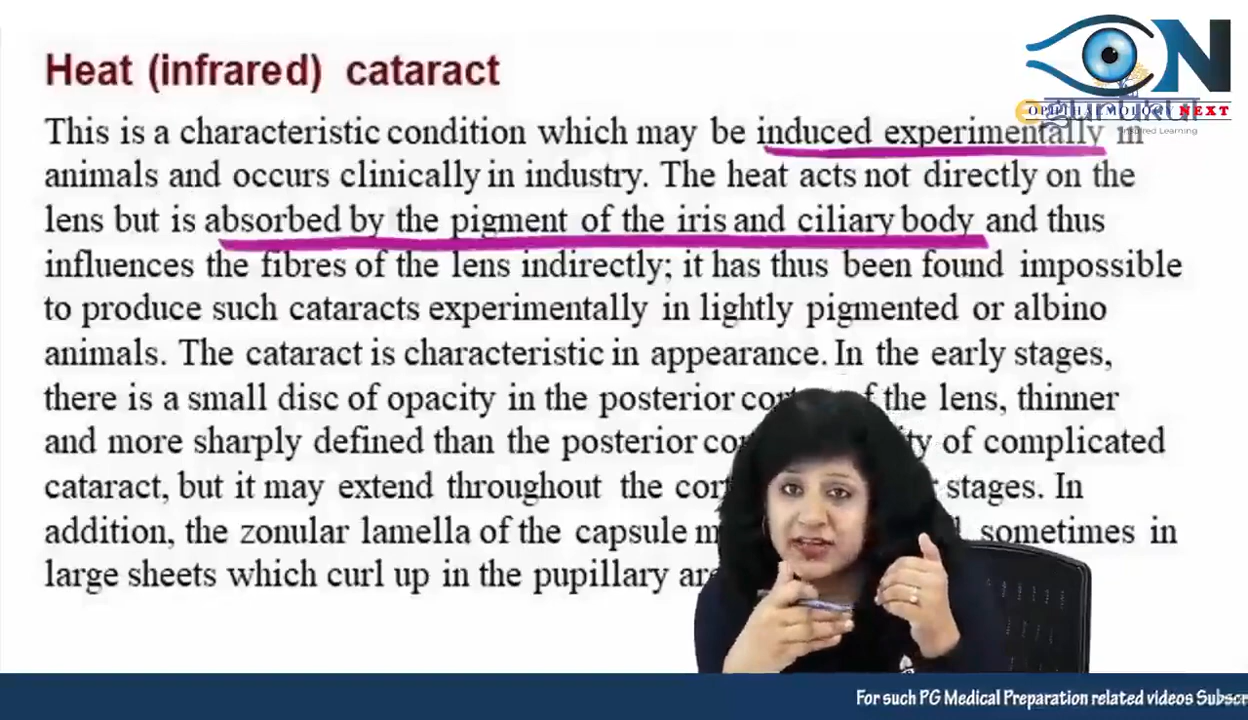 Heat (infrared) cataract
This is a characteristic condition which may be induced experimentally in
animals and occurs clinically in industry. The heat acts not directly on the
lens but is absorbed by the pigment of the iris and ciliary body and thus
influences the fibres of the lens indirectly; it has thus been found impossible
to produce such cataracts experimentally in lightly pigmented or albino
animals. The cataract is characteristic in appearance. In the early stages,
there is a small disc of opacity in the posterior of the lens, thinner
and more sharply defined than the posterior of complicated
cataract, but it may extend throughout the stages. In
addition, the zonular lamella of the capsule sometimes in
large sheets which curl up in the pupillary
N
NEXT
Inspired Learning
For such PG Medical Preparation related videos Subscr